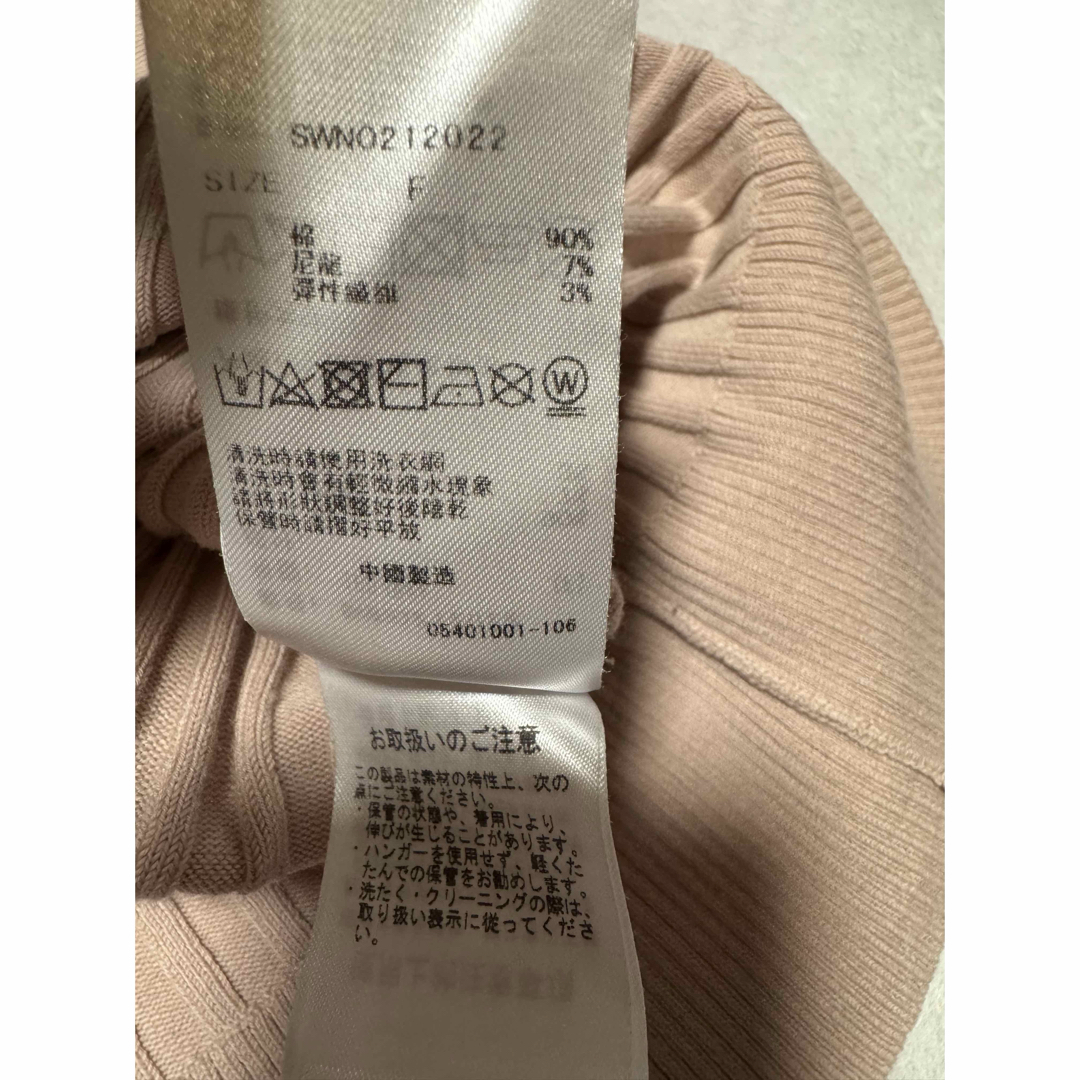 SWNO212022
SIZE F
棉 90%
尼龍 7%
彈性纖維 3%
W
清洗時請使用洗衣網
清洗時會有輕微縮水現象
請將形狀調整好後晾乾
保管時請摺好平放
中國製造
05401001-106
お取扱いのご注意
この製品は素材の特性上、次の
点にご注意ください。
・保管の状態や、着用により、
伸びが生じることがあります。
・ハンガーを使用せず、軽くた
たんでの保管をお勧めします。
・洗たく・クリーニングの際は、
取り扱い表示に従ってくださ
い。